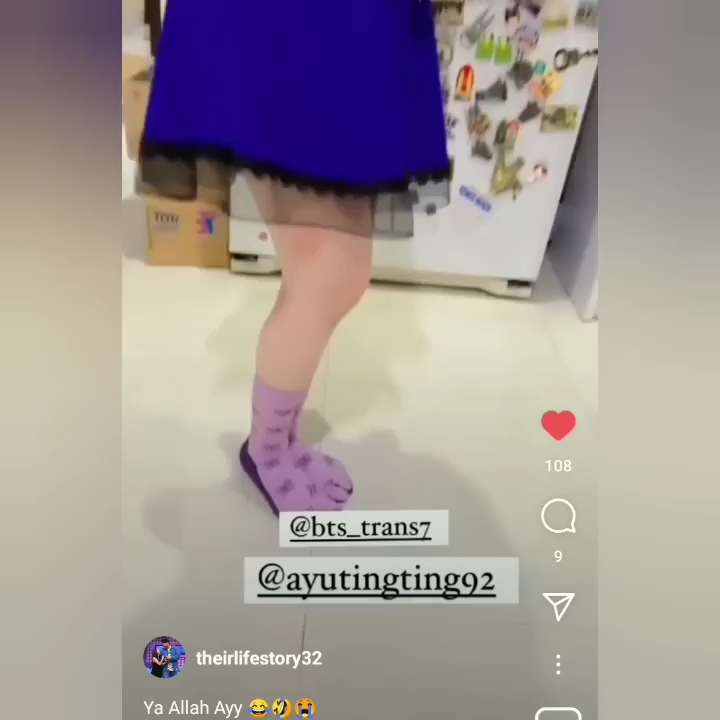 108
@bts_trans7
9
@ayutingting92
theirlifestory32
Ya Allah Ayy 😂🤣😭